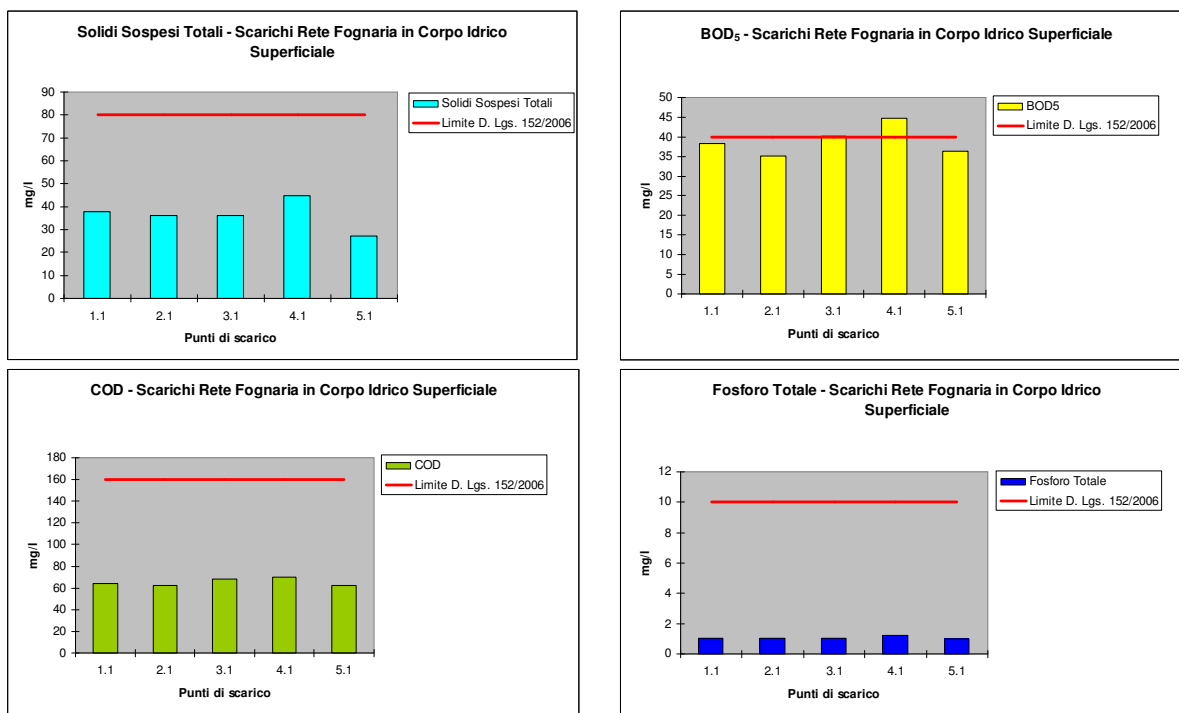 Solidi Sospesi Totali - Scarichi Rete Fognaria in Corpo Idrico
Superficiale
90
80
70
60
50
40
30
20
10
0
mg/l
1.1 2.1 3.1 4.1 5.1
Punti di scarico
Solidi Sospesi Totali
Limite D. Lgs. 152/2006
BOD₅ - Scarichi Rete Fognaria in Corpo Idrico Superficiale
50
45
40
35
30
25
20
15
10
5
0
mg/l
1.1 2.1 3.1 4.1 5.1
Punti di scarico
BOD5
Limite D. Lgs. 152/2006
COD - Scarichi Rete Fognaria in Corpo Idrico Superficiale
180
160
140
120
100
80
60
40
20
0
mg/l
1.1 2.1 3.1 4.1 5.1
Punti di scarico
COD
Limite D. Lgs. 152/2006
Fosforo Totale - Scarichi Rete Fognaria in Corpo Idrico
Superficiale
12
10
8
6
4
2
0
mg/l
1.1 2.1 3.1 4.1 5.1
Punti di scarico
Fosforo Totale
Limite D. Lgs. 152/2006